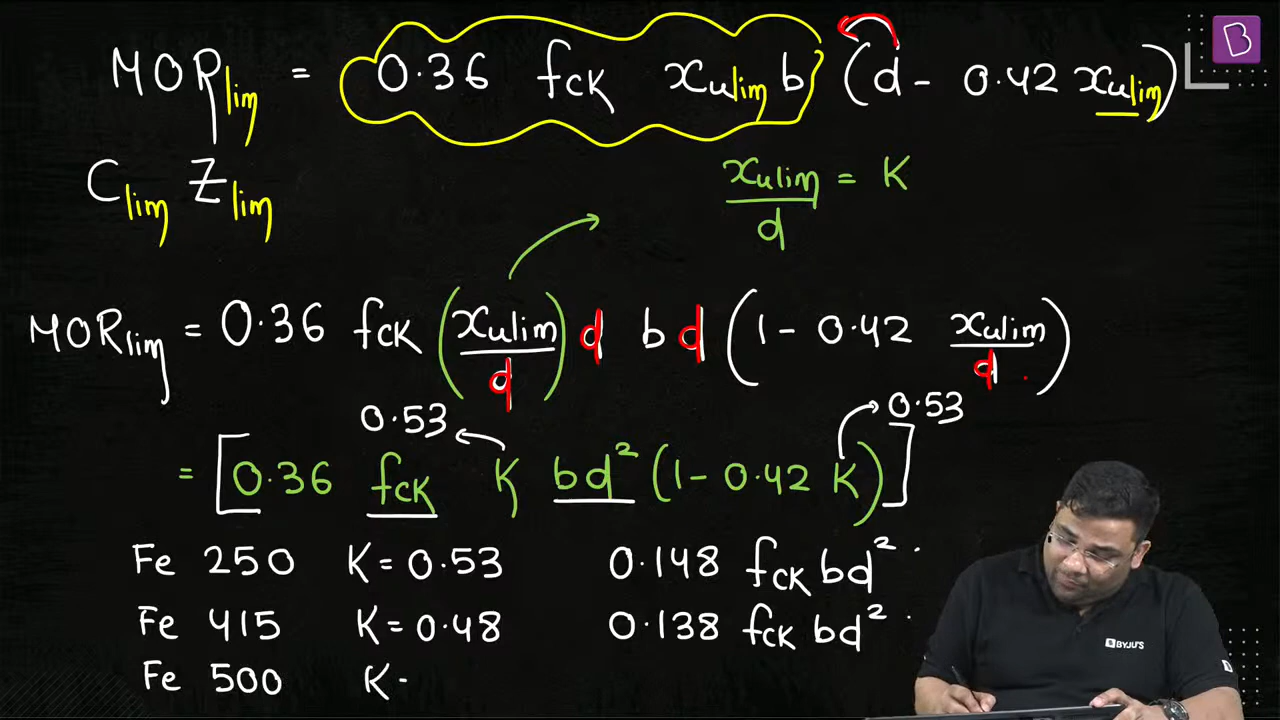 MOR lim = 0.36 fck xulim b (d - 0.42 xulim)
C lim Z lim
xulim / d = K
MOR lim = 0.36 fck (xulim / d) d b d (1 - 0.42 xulim / d)
0.53 0.53
= [0.36 fck K bd² (1 - 0.42 K)]
Fe 250 K = 0.53 0.148 fck bd²
Fe 415 K = 0.48 0.138 fck bd²
Fe 500 K -
BYJU'S
B